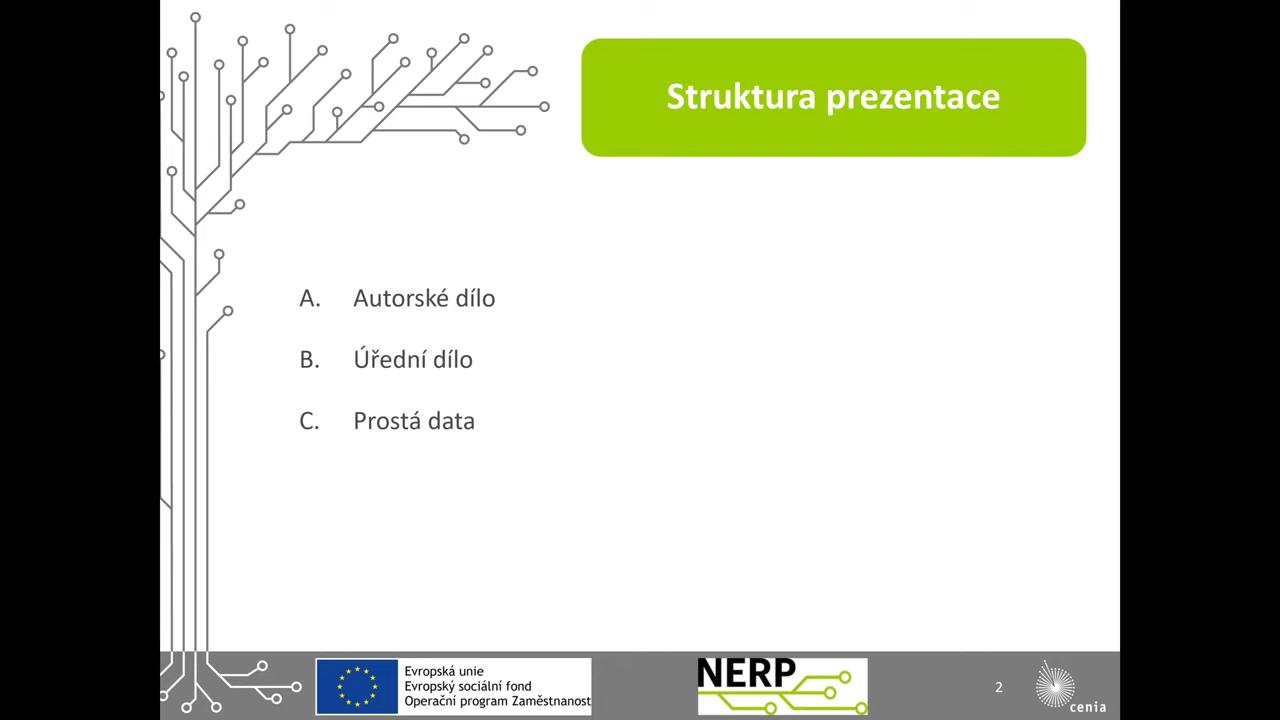 Struktura prezentace
A. Autorské dílo
B. Úřední dílo
C. Prostá data
Evropská unie
Evropský sociální fond
Operační program Zaměstnanost
NERP
2
cenia